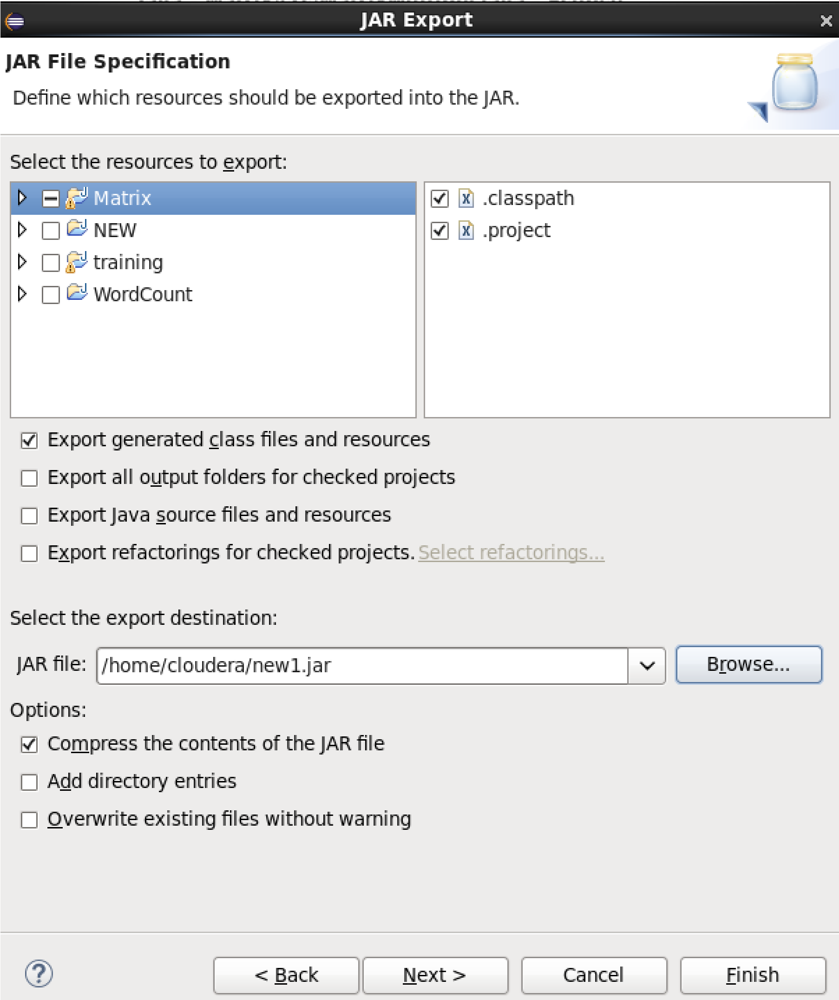 JAR Export
JAR File Specification
Define which resources should be exported into the JAR.
Select the resources to export:
Matrix
NEW
training
WordCount
.classpath
.project
Export generated class files and resources
Export all output folders for checked projects
Export Java source files and resources
Export refactorings for checked projects. Select refactorings...
Select the export destination:
JAR file: /home/cloudera/new1.jar Browse...
Options:
Compress the contents of the JAR file
Add directory entries
Overwrite existing files without warning
< Back Next > Cancel Finish